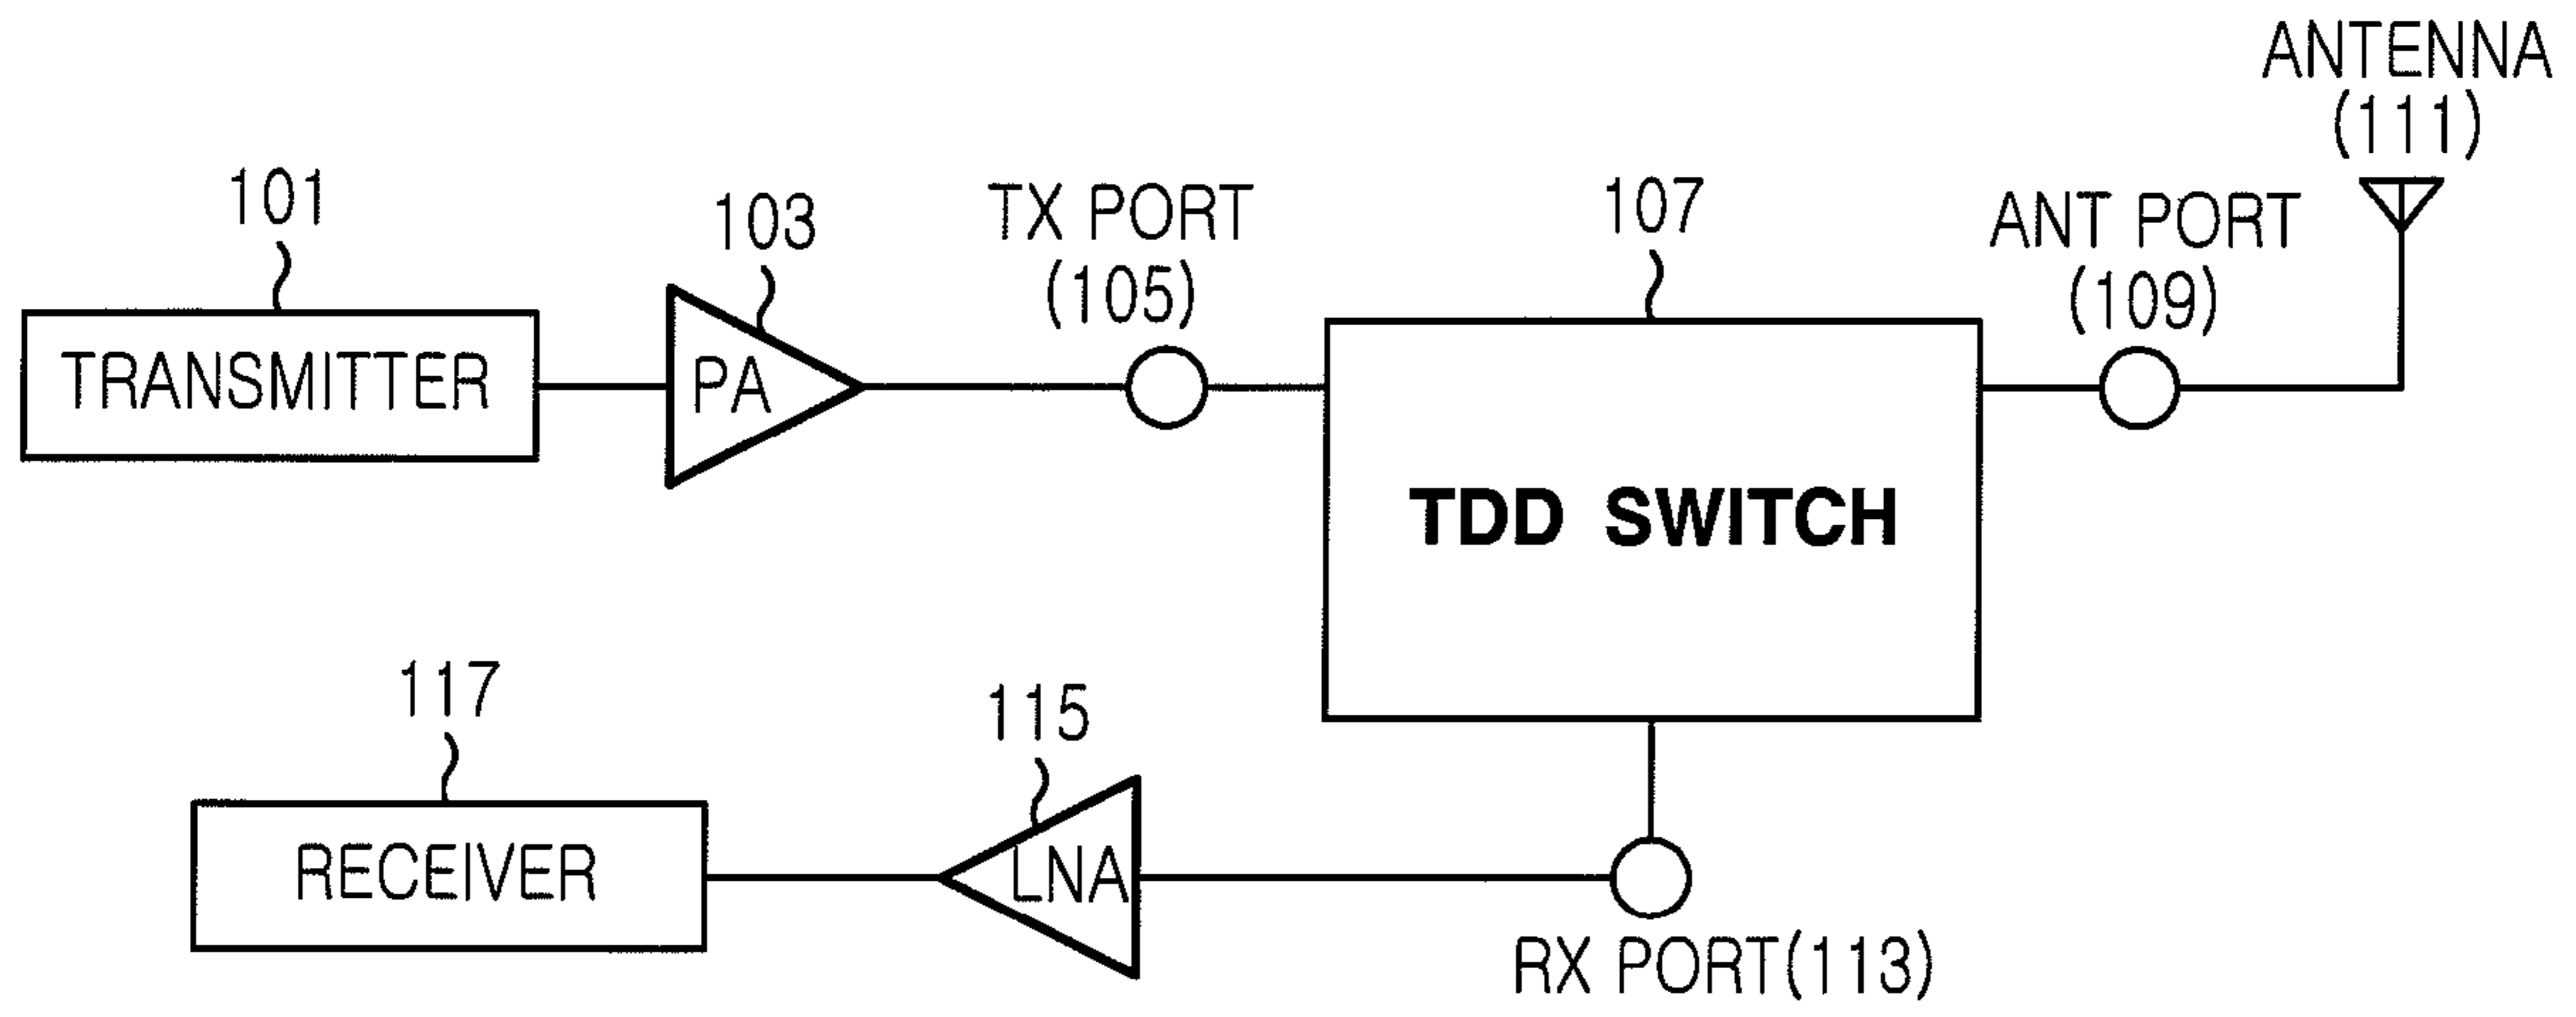 ANTENNA
(111)
101
103
TX PORT
(105)
107
ANT PORT
(109)
TRANSMITTER
PA
TDD SWITCH
117
115
RECEIVER
LNA
RX PORT(113)